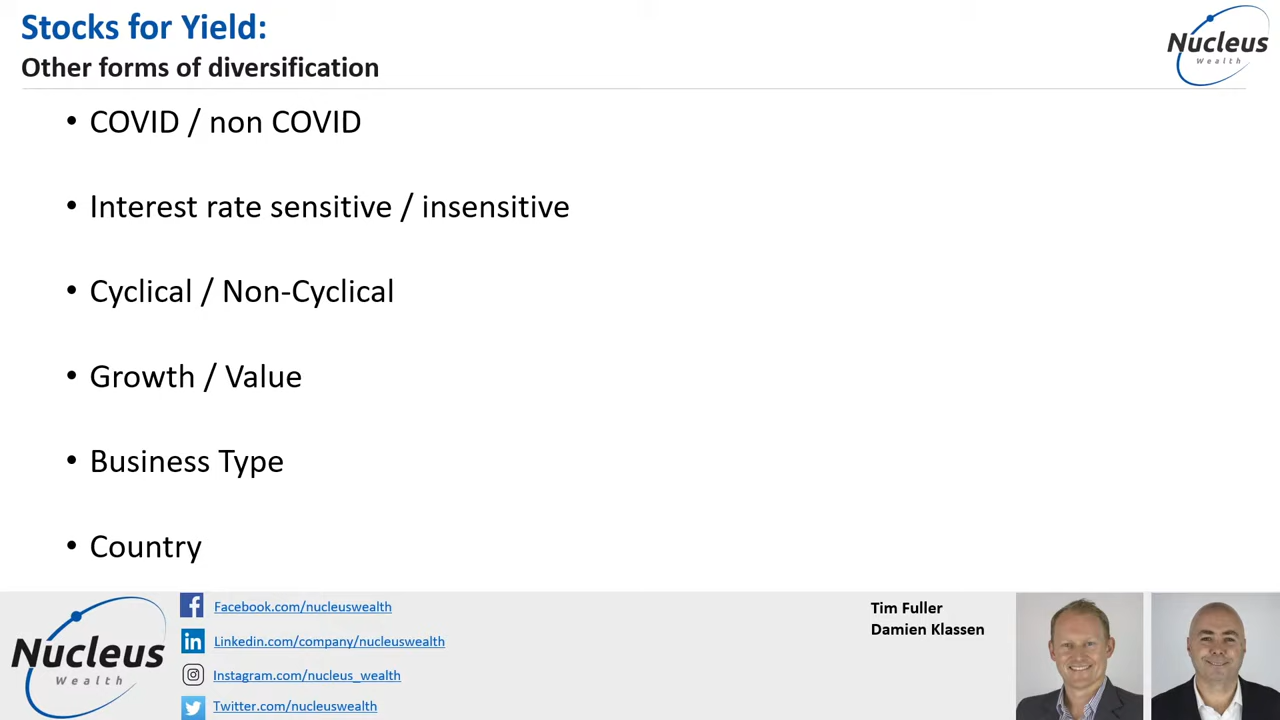 Stocks for Yield:
Other forms of diversification
Nucleus
Wealth
• COVID / non COVID
• Interest rate sensitive / insensitive
• Cyclical / Non-Cyclical
• Growth / Value
• Business Type
• Country
Nucleus
Wealth
Facebook.com/nucleuswealth
Linkedin.com/company/nucleuswealth
Instagram.com/nucleus_wealth
Twitter.com/nucleuswealth
Tim Fuller
Damien Klassen